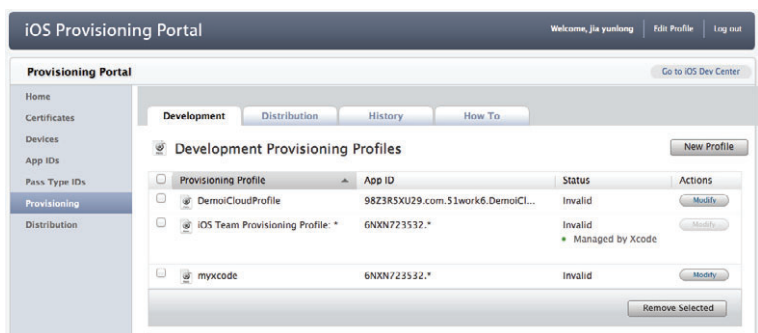 iOS Provisioning Portal
Welcome, jia yunlong Edit Profile Log out
Provisioning Portal
Go to iOS Dev Center
Home
Certificates
Devices
App IDs
Pass Type IDs
Provisioning
Distribution
Development Distribution History How To
Development Provisioning Profiles
New Profile
Provisioning Profile App ID Status Actions
DemoiCloudProfile 98Z3R5XU29.com.51work6.DemoiCl... Invalid Modify
iOS Team Provisioning Profile: * 6NXN723532.* Invalid Modify
Managed by Xcode
myxcode 6NXN723532.* Invalid Modify
Remove Selected